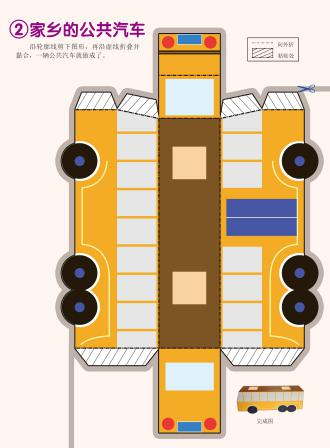 ②家乡的公共汽车
沿轮廓线剪下图形，再沿虚线折叠并
黏合，一辆公共汽车就做成了。
向外折
粘贴处
完成图